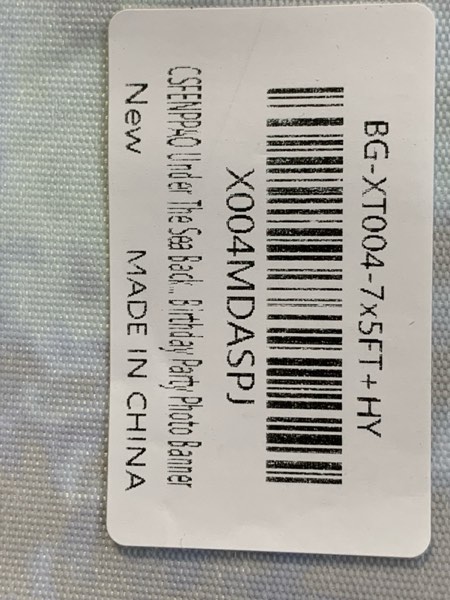 BG-XT004-7x5FT+HY
X004MDASPJ
CSFENPPAO Under The Sea Back... Birthday Party Photo Banner
New MADE IN CHINA